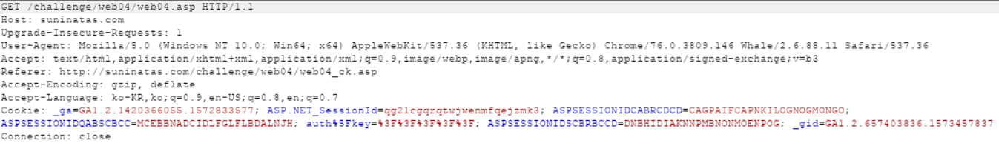 GET /challenge/web04/web04.asp HTTP/1.1
Host: suninatas.com
Upgrade-Insecure-Requests: 1
User-Agent: Mozilla/5.0 (Windows NT 10.0; Win64; x64) AppleWebKit/537.36 (KHTML, like Gecko) Chrome/76.0.3809.146 Whale/2.6.88.11 Safari/537.36
Accept: text/html,application/xhtml+xml,application/xml;q=0.9,image/webp,image/apng,*/*;q=0.8,application/signed-exchange;v=b3
Referer: http://suninatas.com/challenge/web04/web04_ck.asp
Accept-Encoding: gzip, deflate
Accept-Language: ko-KR,ko;q=0.9,en-US;q=0.8,en;q=0.7
Cookie: _ga=GA1.2.1420366055.1572833577; ASP.NET_SessionId=qg21cgqrqtwjwenmfqejzmk3; ASPSESSIONIDCABRCDCD=CAGPAIFCAPNKILOGNOGMONGO;
ASPSESSIONIDQABSCBCC=MCEBBNADCIDLFGLFLBDALNJH; auth%5Fkey=%3F%3F%3F%3F%3F; ASPSESSIONIDSCBRBCCD=DNBHIDIAKNNPMBNONMOENPOG; _gid=GA1.2.657403836.1573457837
Connection: close